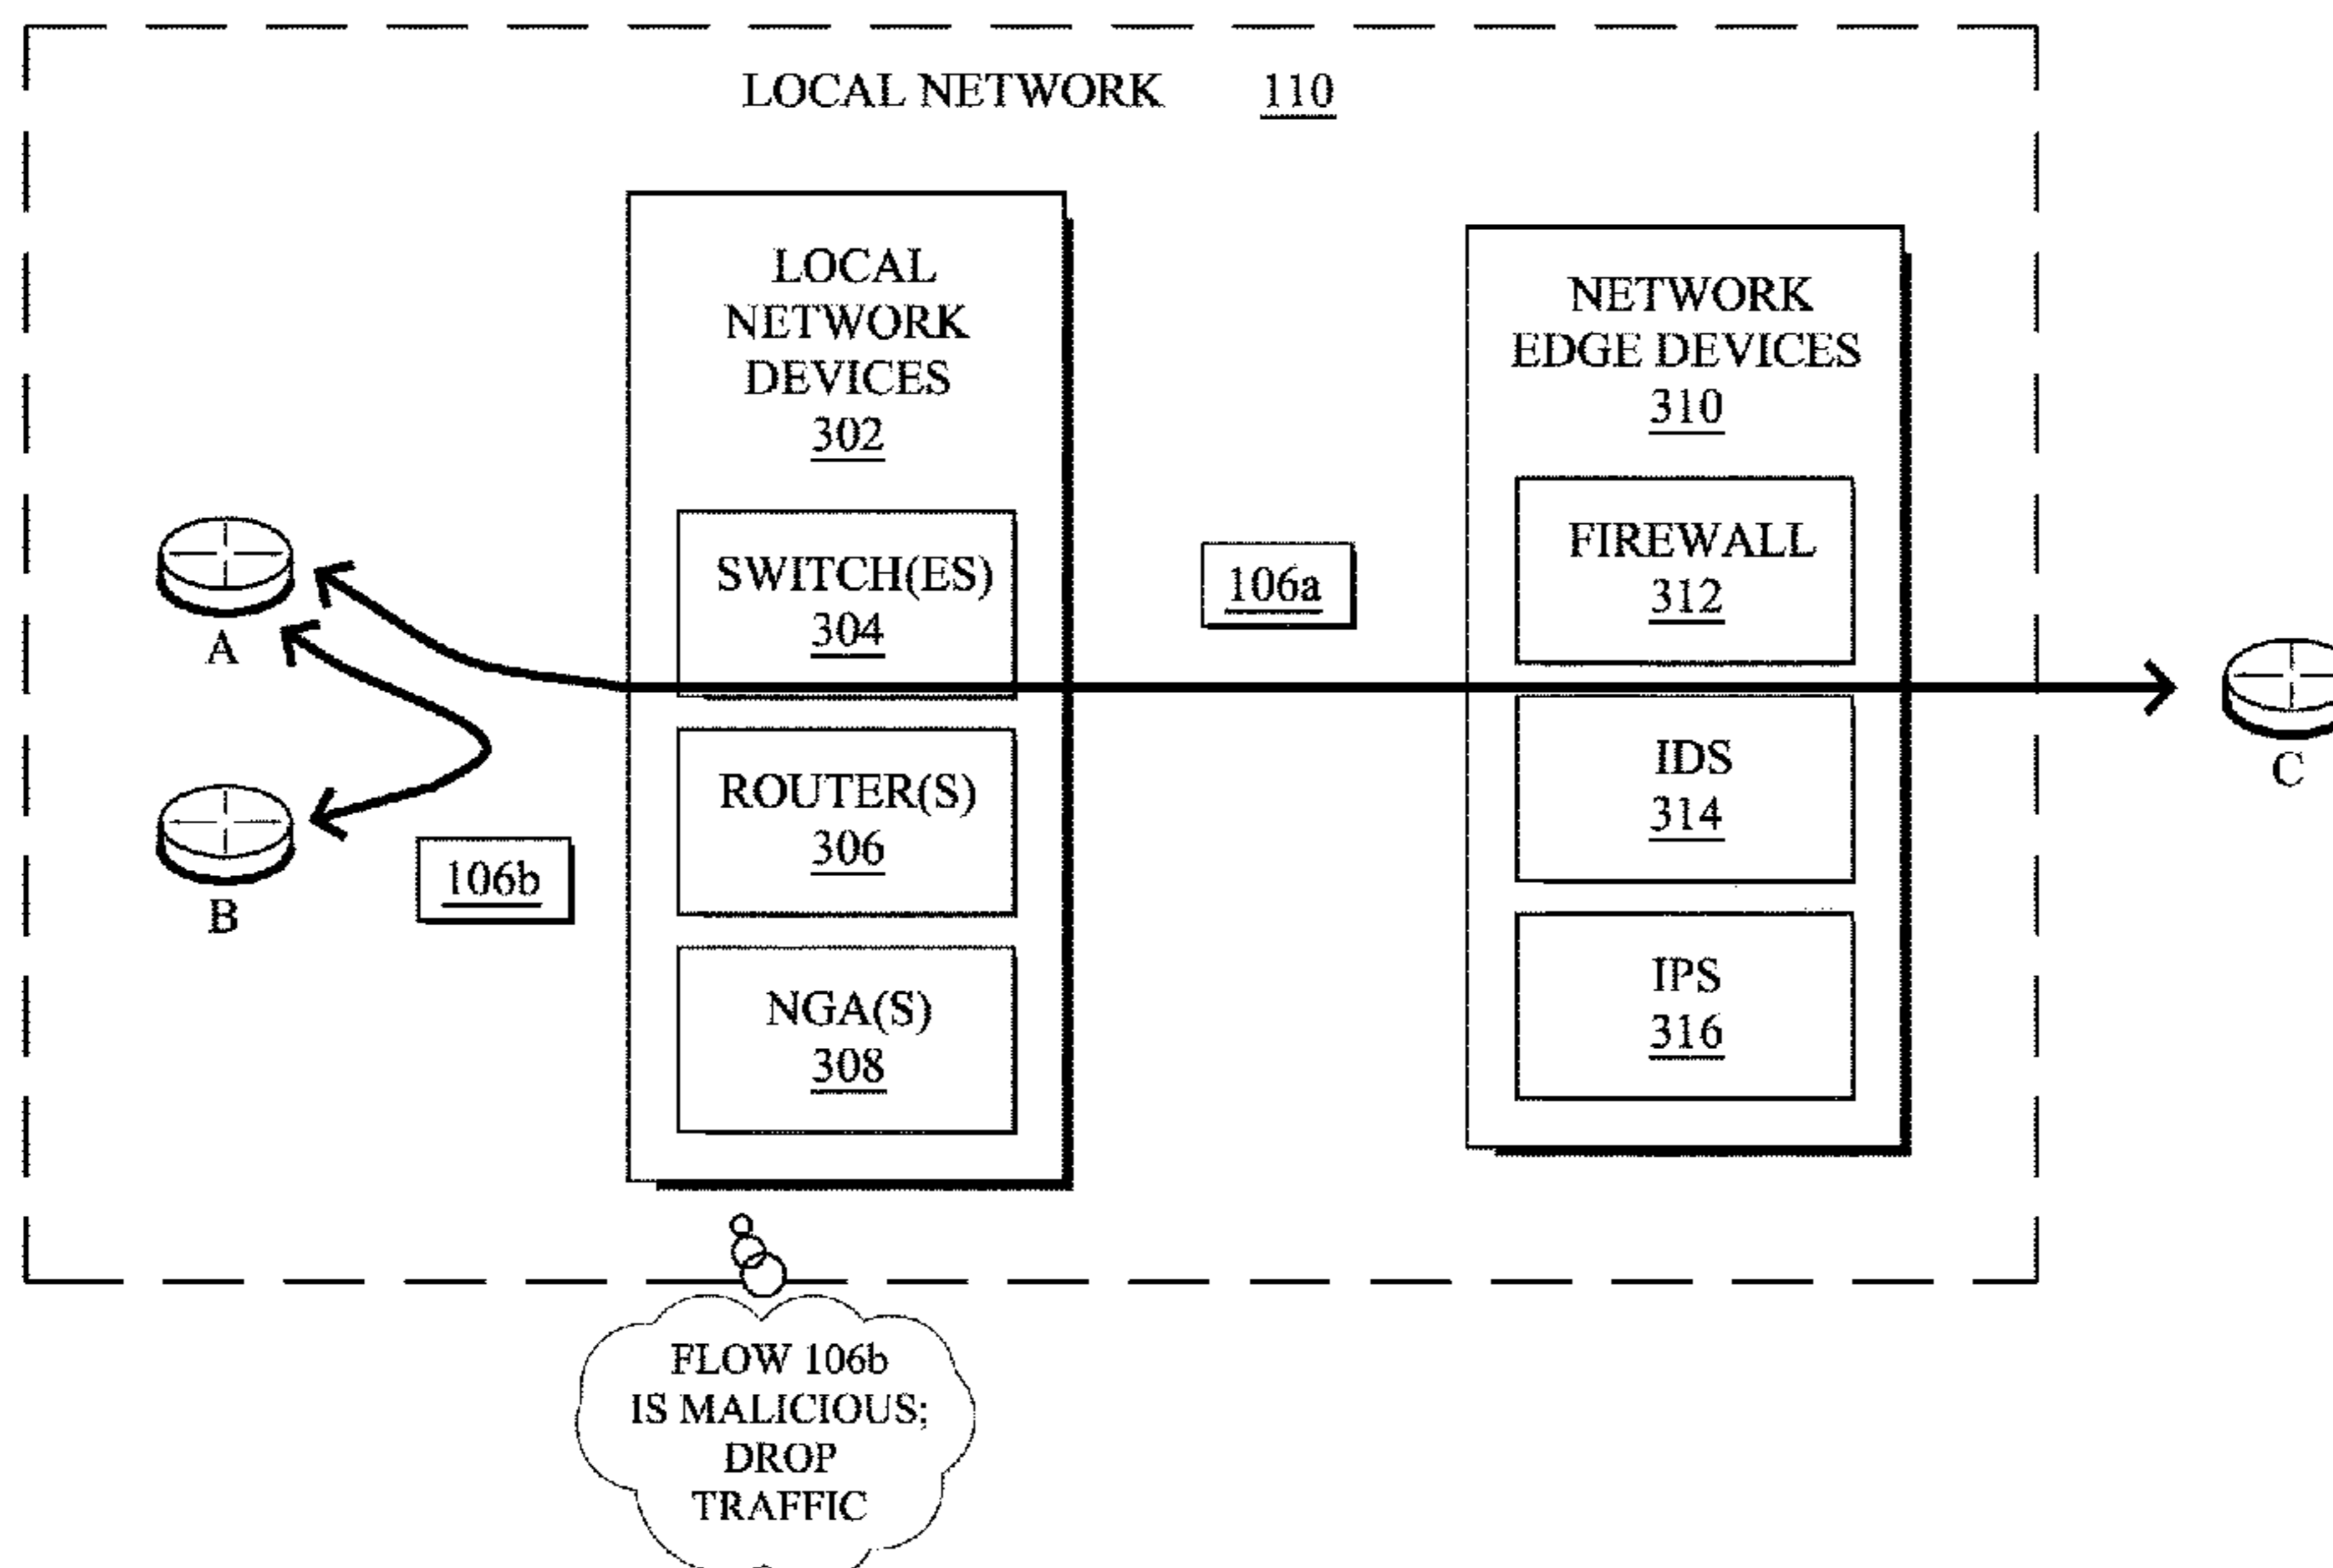 LOCAL NETWORK 110
LOCAL
NETWORK
DEVICES
302
SWITCH(ES)
304
ROUTER(S)
306
NGA(S)
308
NETWORK
EDGE DEVICES
310
FIREWALL
312
IDS
314
IPS
316
106a
106b
A
B
C
FLOW 106b
IS MALICIOUS;
DROP
TRAFFIC